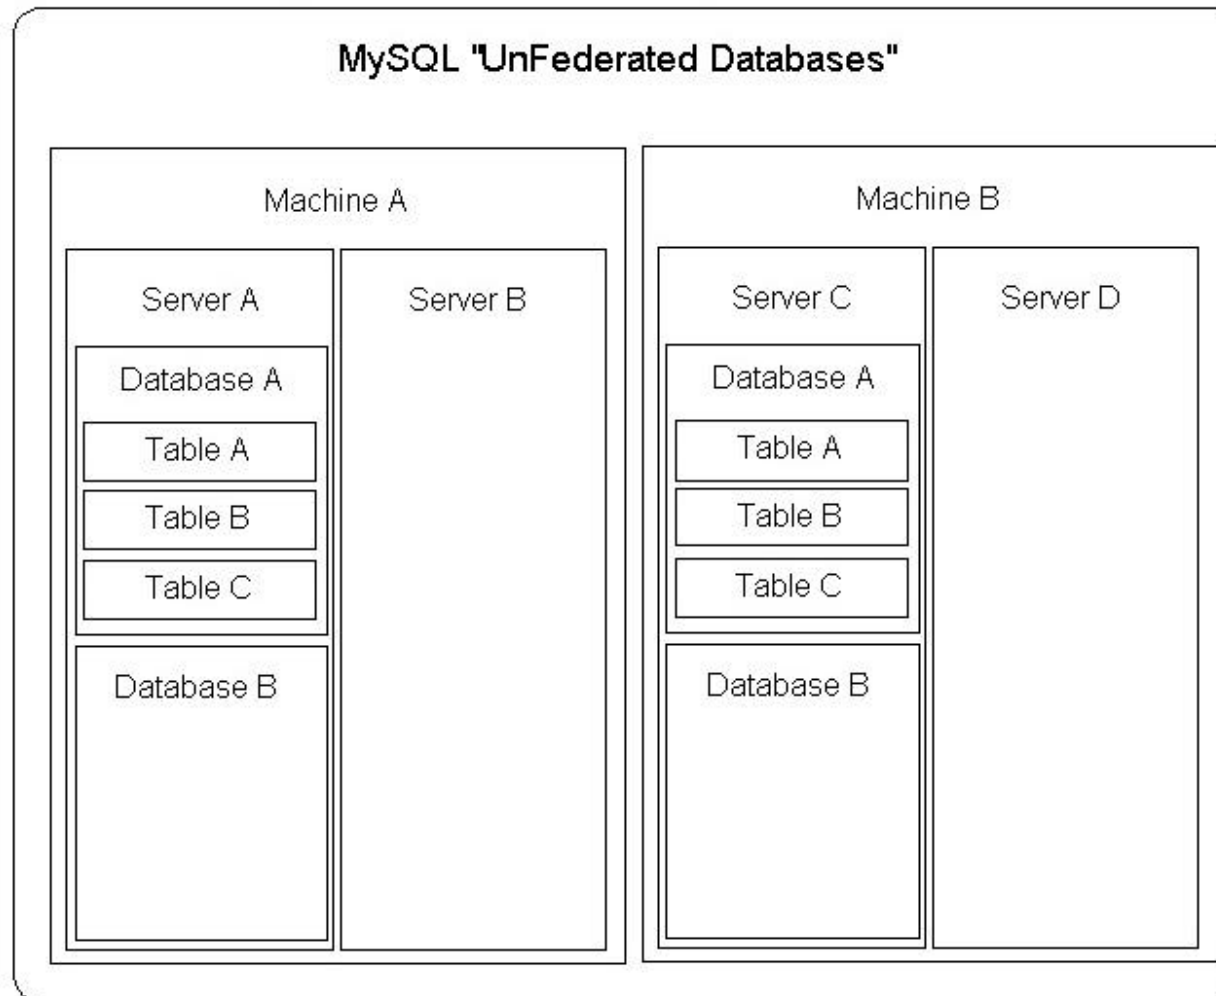 MySQL "UnFederated Databases"
Machine A
Server A
Database A
Table A
Table B
Table C
Database B
Server B
Machine B
Server C
Database A
Table A
Table B
Table C
Database B
Server D